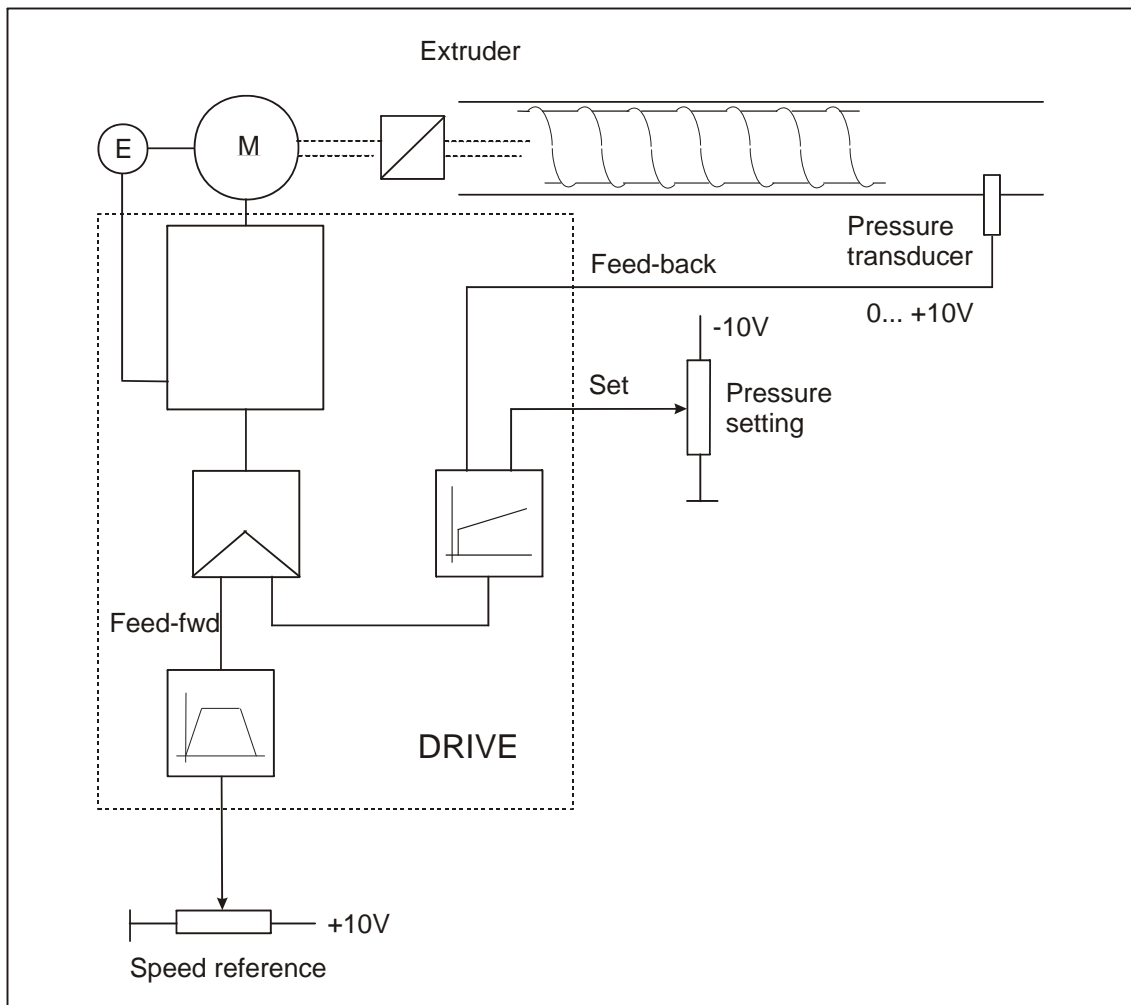 Extruder
E
M
Pressure
transducer
Feed-back
0... +10V
-10V
Set
Pressure
setting
Feed-fwd
DRIVE
+10V
Speed reference